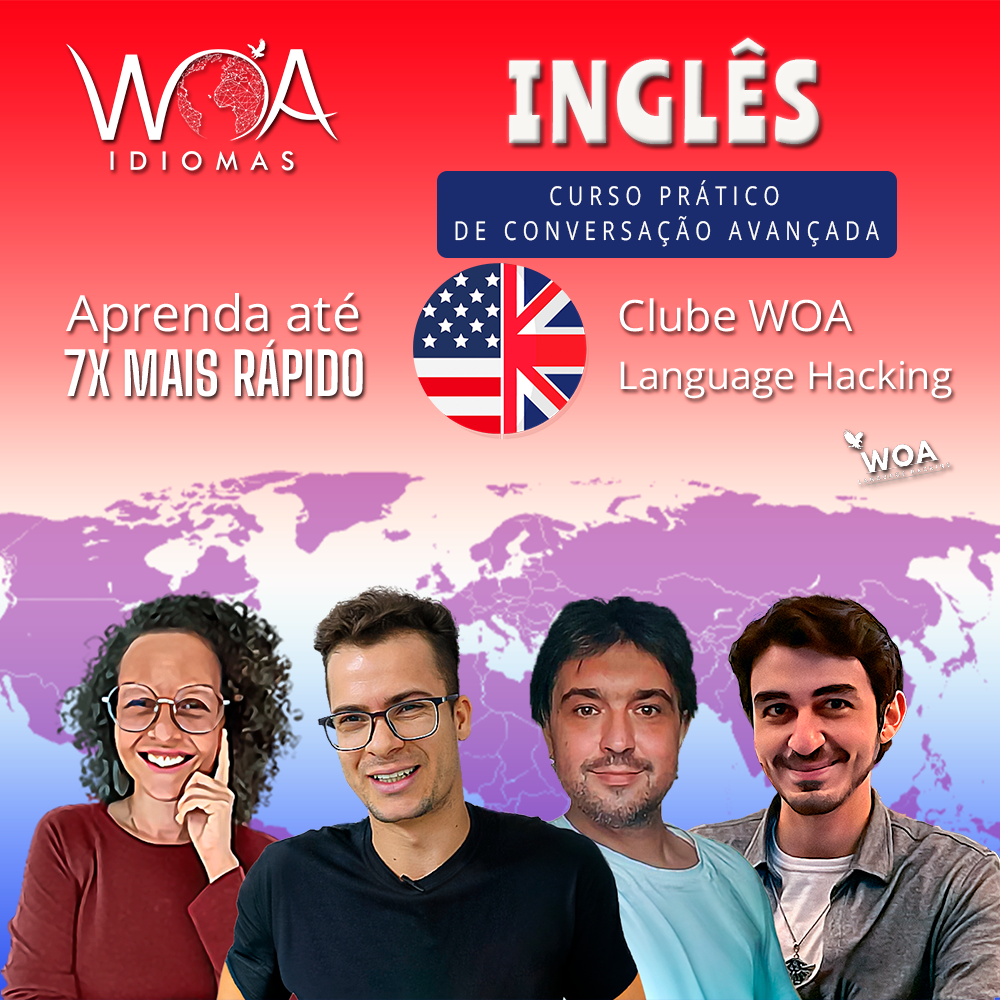 WOA
IDIOMAS
INGLÊS
CURSO PRÁTICO
DE CONVERSAÇÃO AVANÇADA
Aprenda até
7X MAIS RÁPIDO
Clube WOA
Language Hacking
WOA